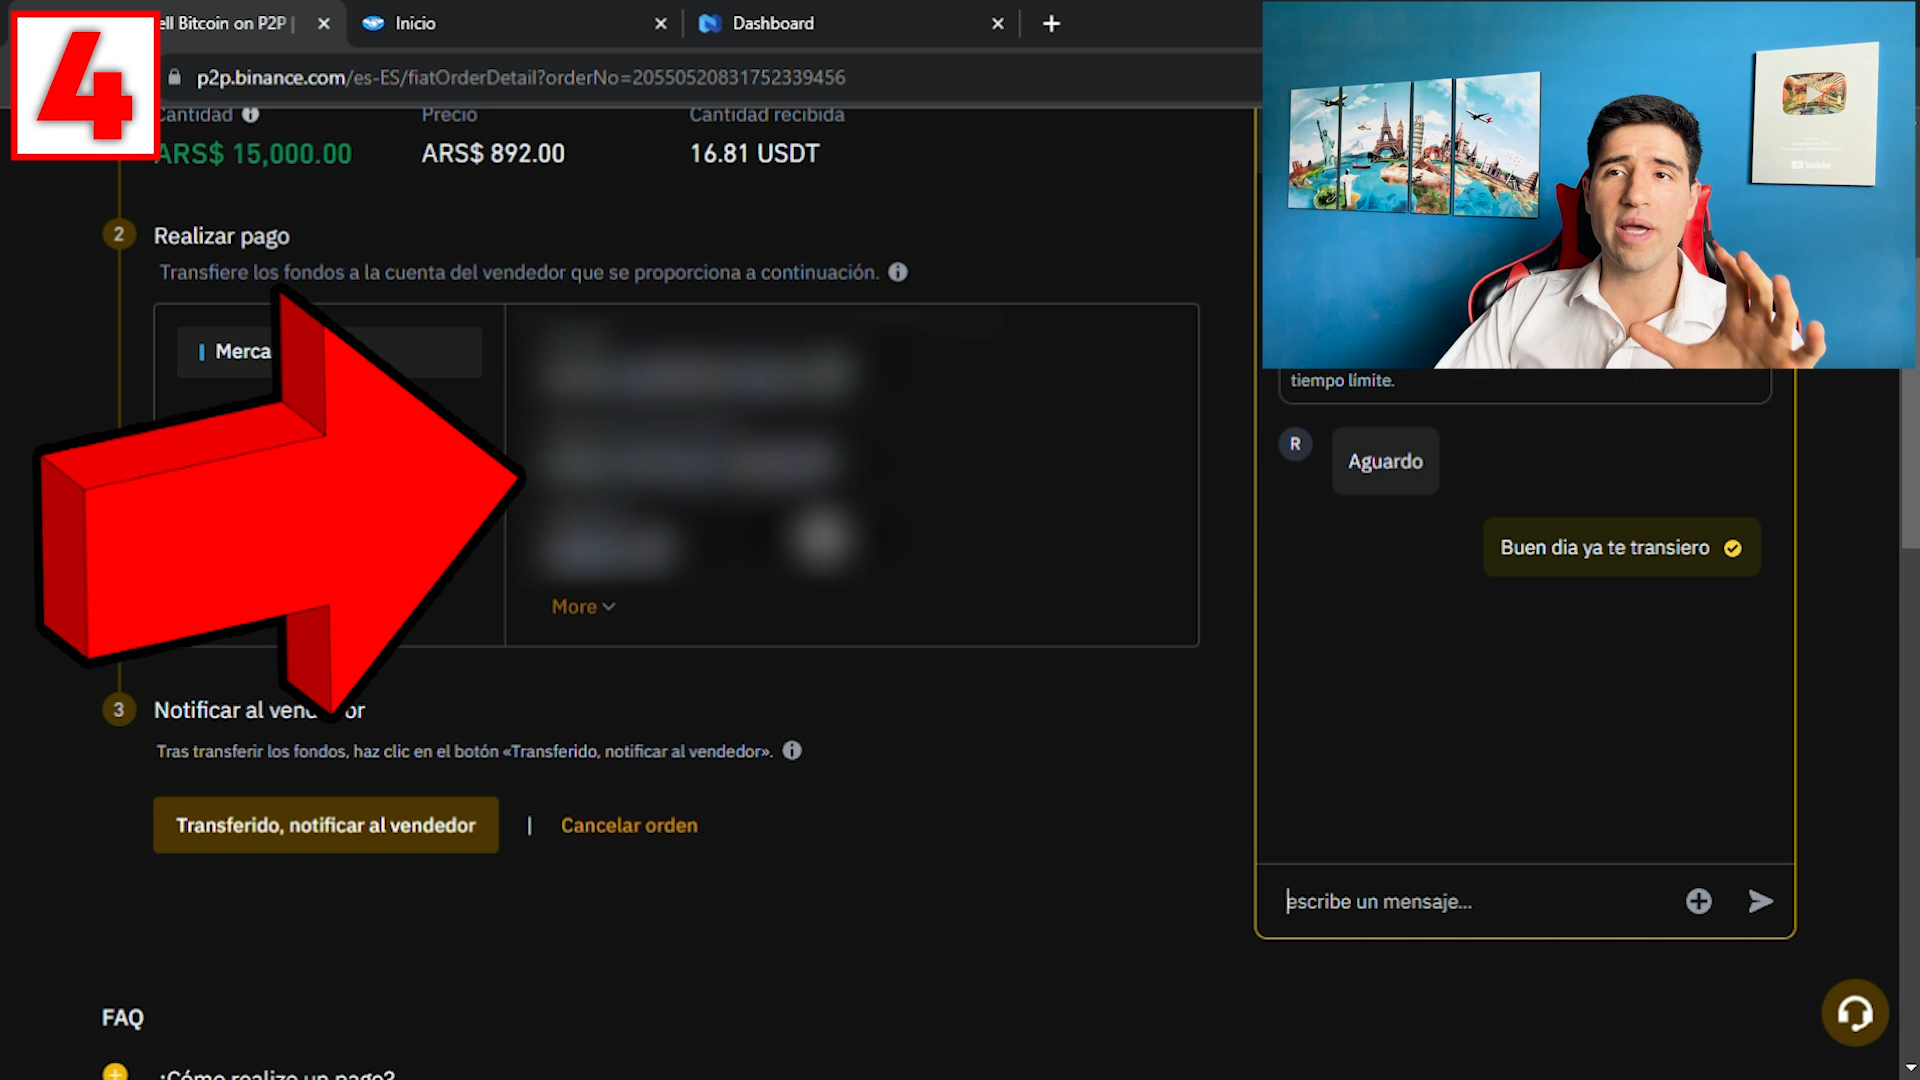 4
ell Bitcoin on P2P |
Inicio
Dashboard
p2p.binance.com/es-ES/fiatOrderDetail?orderNo=20550520831752339456
Cantidad
Precio
Cantidad recibida
ARS$ 15,000.00
ARS$ 892.00
16.81 USDT
2
Realizar pago
Transfiere los fondos a la cuenta del vendedor que se proporciona a continuación.
Merca
More
3
Notificar al vendedor
Tras transferir los fondos, haz clic en el botón «Transferido, notificar al vendedor».
Transferido, notificar al vendedor
|
Cancelar orden
FAQ
¿Cómo realizo un pago?
YouTube
tiempo límite.
R
Aguardo
Buen dia ya te transiero
escribe un mensaje...